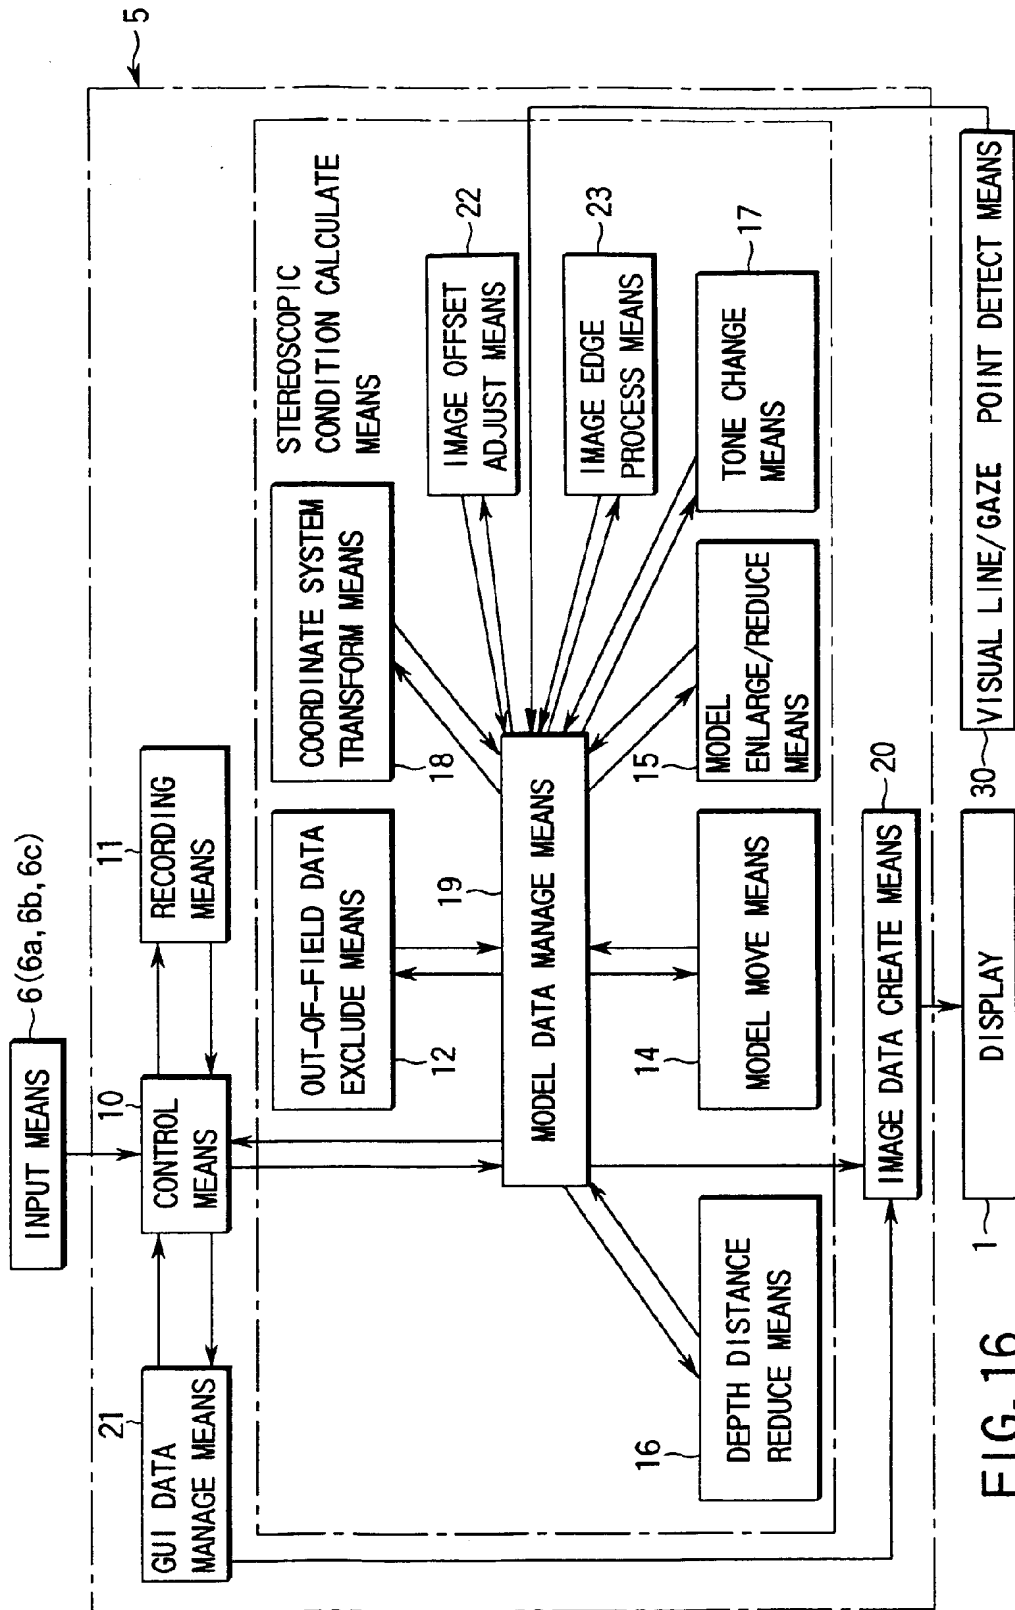 INPUT MEANS
6 (6a, 6b, 6c)
5
21
GUI DATA
MANAGE MEANS
10
CONTROL
MEANS
11
RECORDING
MEANS
STEREOSCOPIC
CONDITION CALCULATE
MEANS
OUT-OF-FIELD DATA
EXCLUDE MEANS
12
COORDINATE SYSTEM
TRANSFORM MEANS
18
IMAGE OFFSET
ADJUST MEANS
22
19
MODEL DATA MANAGE MEANS
IMAGE EDGE
PROCESS MEANS
23
16
DEPTH DISTANCE
REDUCE MEANS
14
MODEL MOVE MEANS
15
MODEL
ENLARGE/REDUCE
MEANS
TONE CHANGE
MEANS
17
IMAGE DATA CREATE MEANS
20
1
DISPLAY
30
VISUAL LINE/GAZE POINT DETECT MEANS
FIG. 16